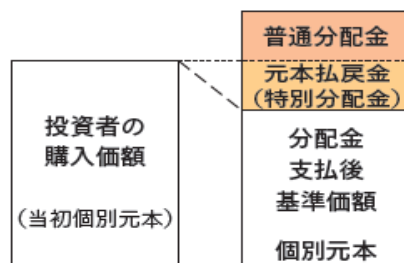 投資者の
購入価額
(当初個別元本)
普通分配金
元本払戻金
(特別分配金)
分配金
支払後
基準価額
個別元本